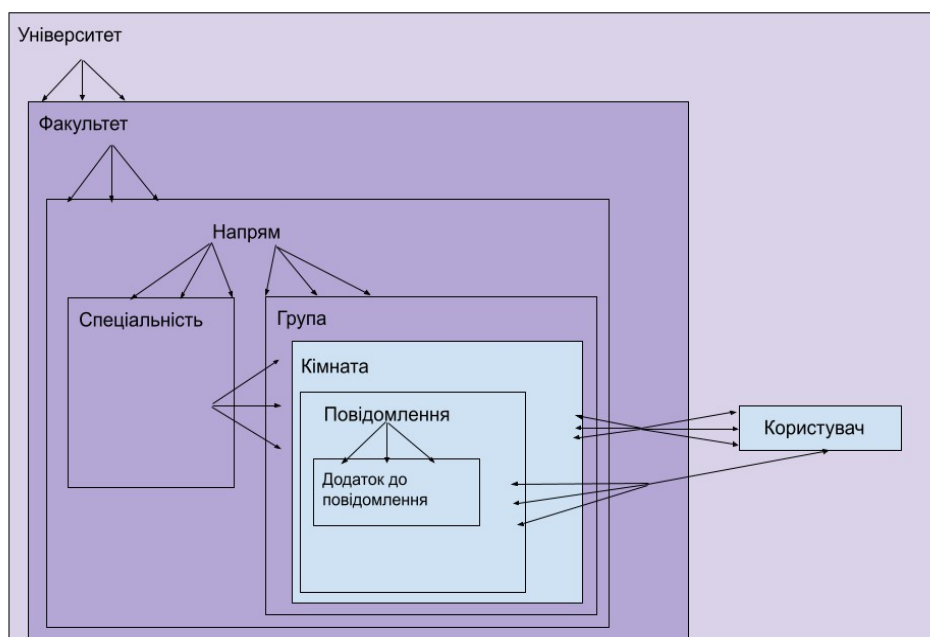 Університет
Факультет
Напрям
Спеціальність
Група
Кімната
Повідомлення
Користувач
Додаток до
повідомлення